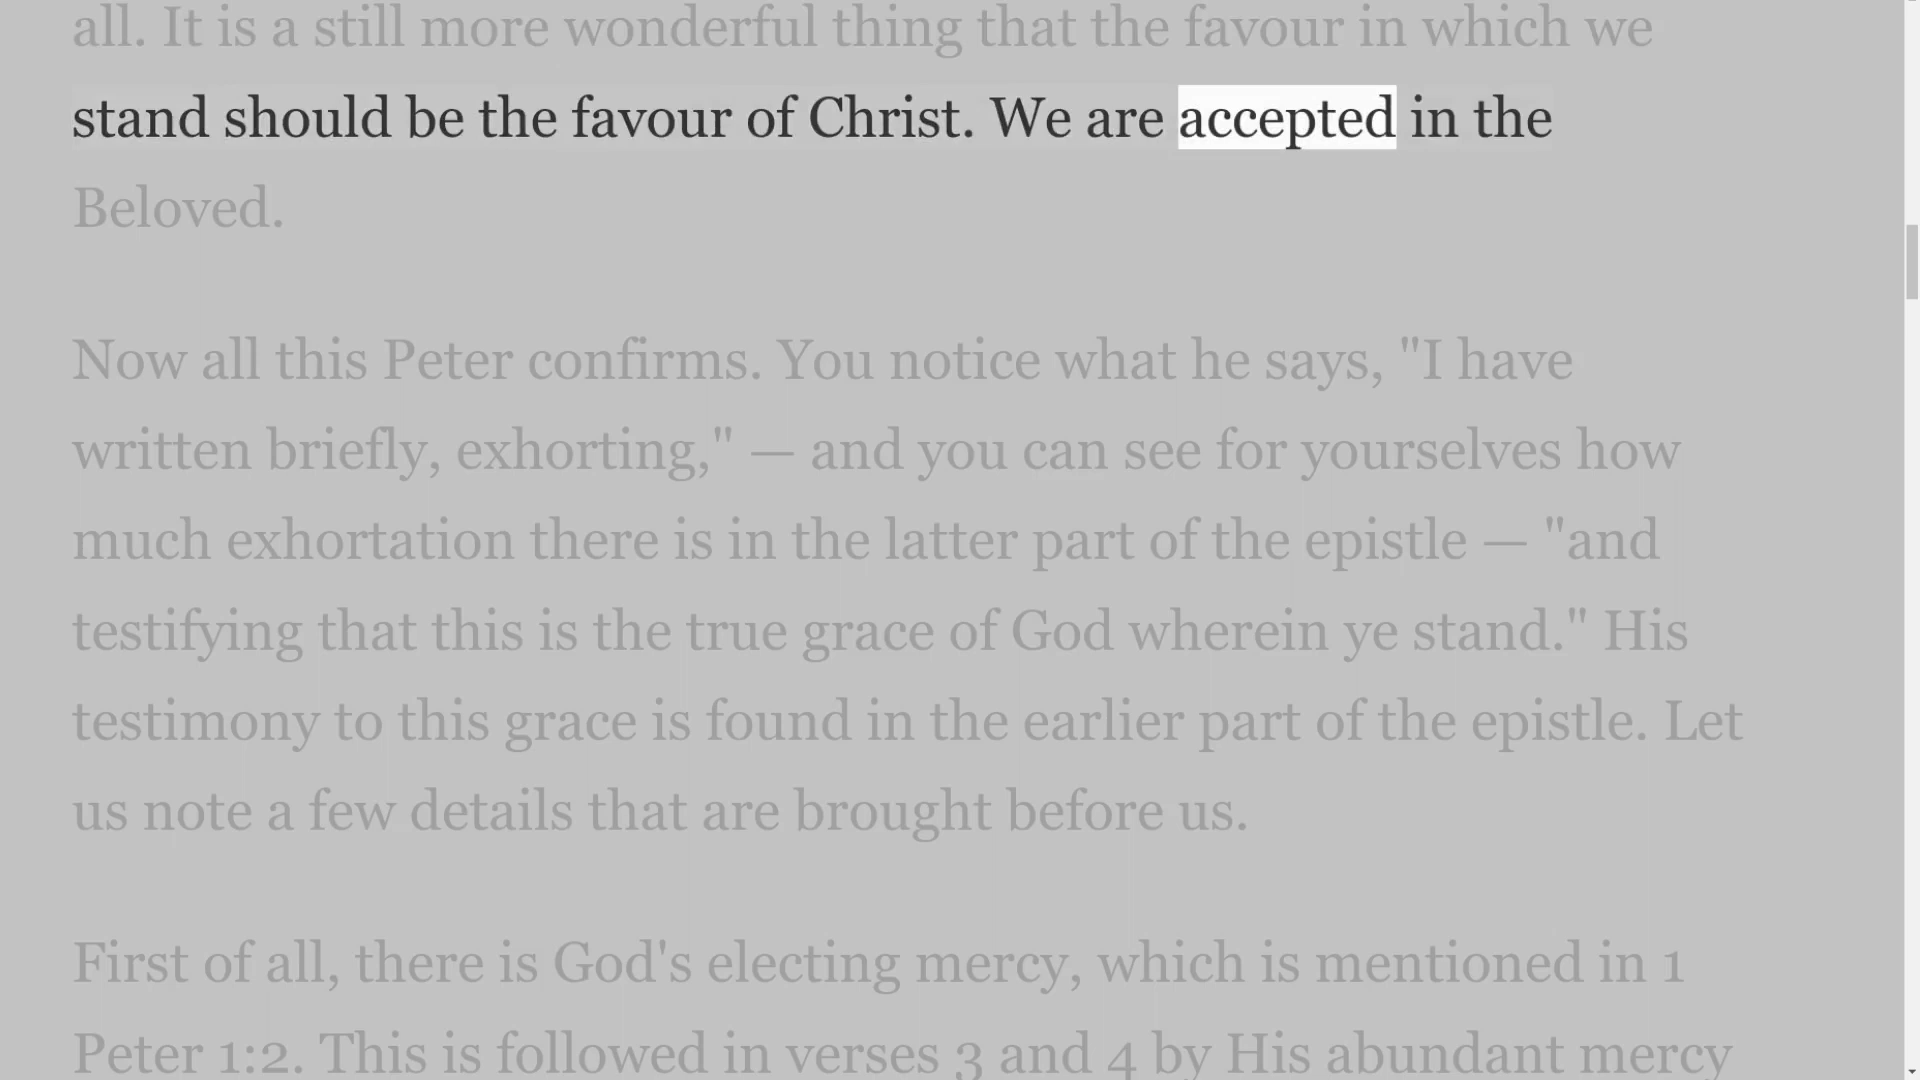 all. It is a still more wonderful thing that the favour in which we
stand should be the favour of Christ. We are accepted in the
Beloved.
Now all this Peter confirms. You notice what he says, "I have
written briefly, exhorting," — and you can see for yourselves how
much exhortation there is in the latter part of the epistle — "and
testifying that this is the true grace of God wherein ye stand." His
testimony to this grace is found in the earlier part of the epistle. Let
us note a few details that are brought before us.
First of all, there is God's electing mercy, which is mentioned in 1
Peter 1:2. This is followed in verses 3 and 4 by His abundant mercy